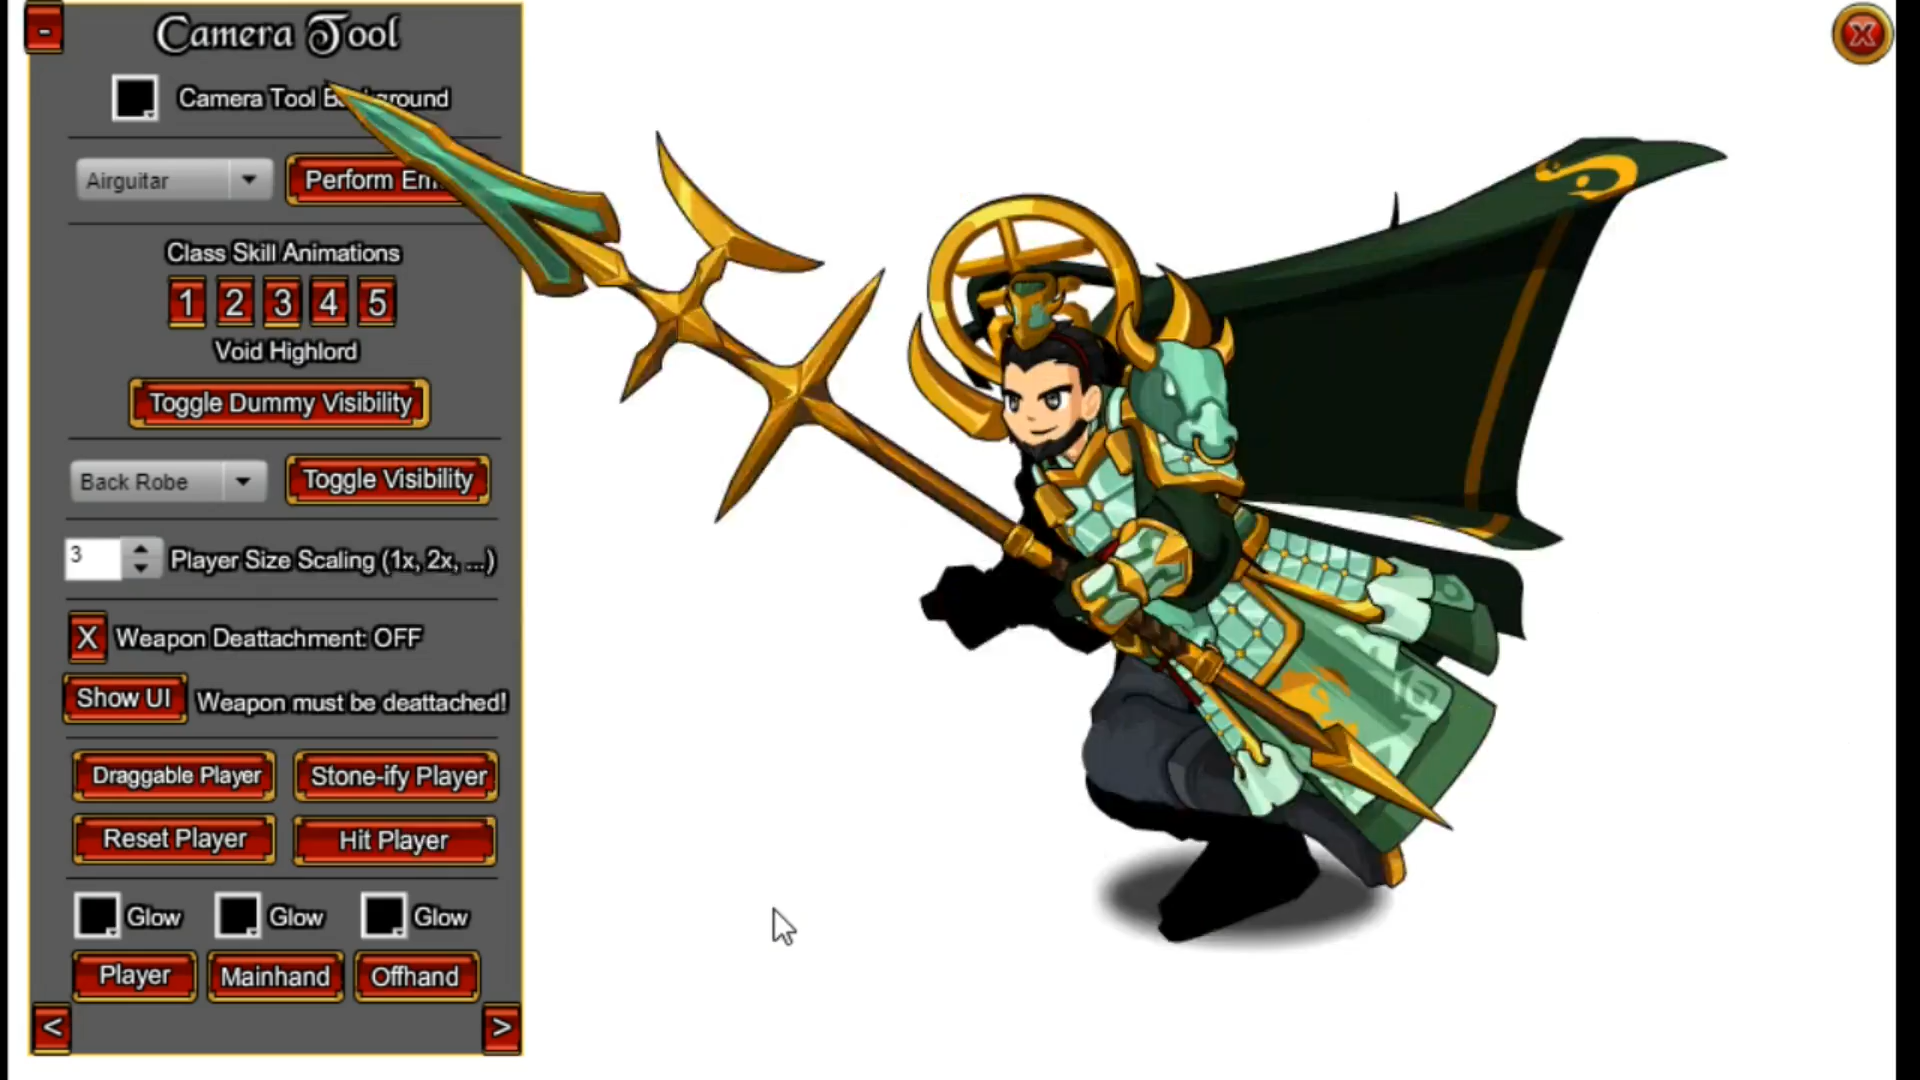 -
Camera Tool
X
Camera Tool B ground
Airguitar
Perform Em
Class Skill Animations
1 2 3 4 5
Void Highlord
Toggle Dummy Visibility
Back Robe
Toggle Visibility
3
Player Size Scaling (1x, 2x, ...)
X
Weapon Deattachment: OFF
Show UI
Weapon must be deattached!
Draggable Player
Stone-ify Player
Reset Player
Hit Player
Glow
Glow
Glow
Player
Mainhand
Offhand
<
>